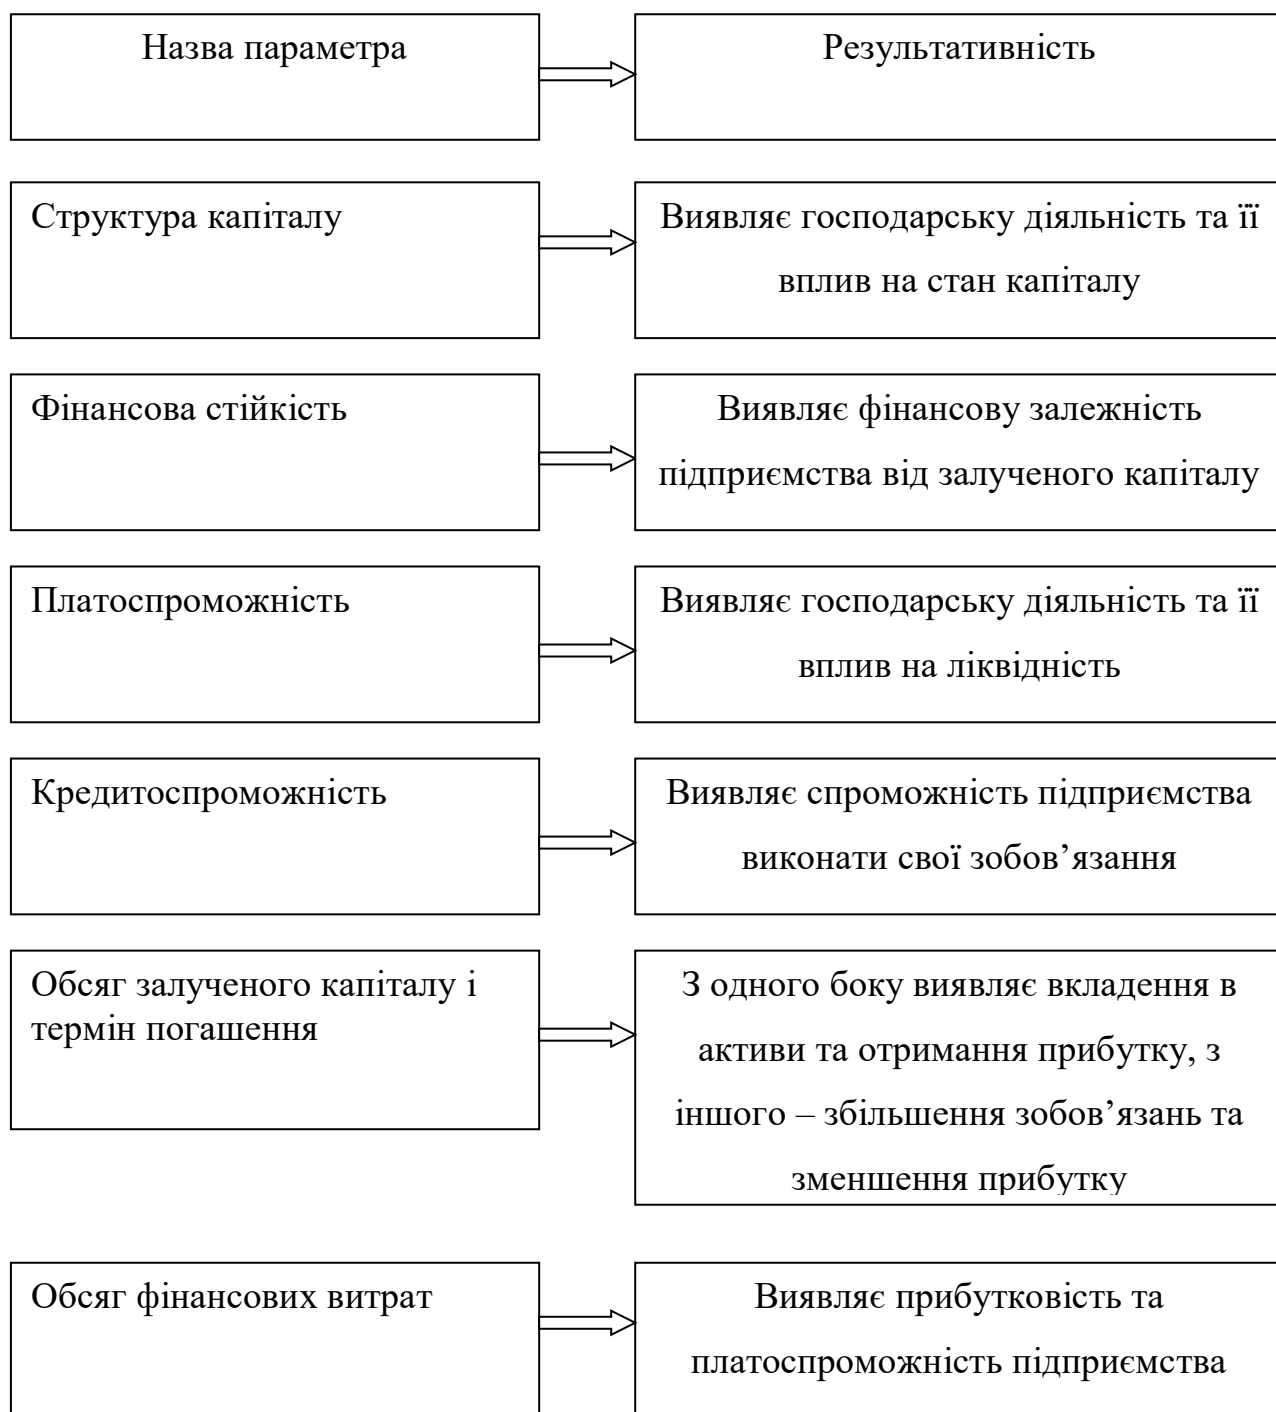 Назва параметра
Результативність
Структура капіталу
Виявляє господарську діяльність та її
вплив на стан капіталу
Фінансова стійкість
Виявляє фінансову залежність
підприємства від залученого капіталу
Платоспроможність
Виявляє господарську діяльність та її
вплив на ліквідність
Кредитоспроможність
Виявляє спроможність підприємства
виконати свої зобов’язання
Обсяг залученого капіталу і
термін погашення
З одного боку виявляє вкладення в
активи та отримання прибутку, з
іншого – збільшення зобов’язань та
зменшення прибутку
Обсяг фінансових витрат
Виявляє прибутковість та
платоспроможність підприємства